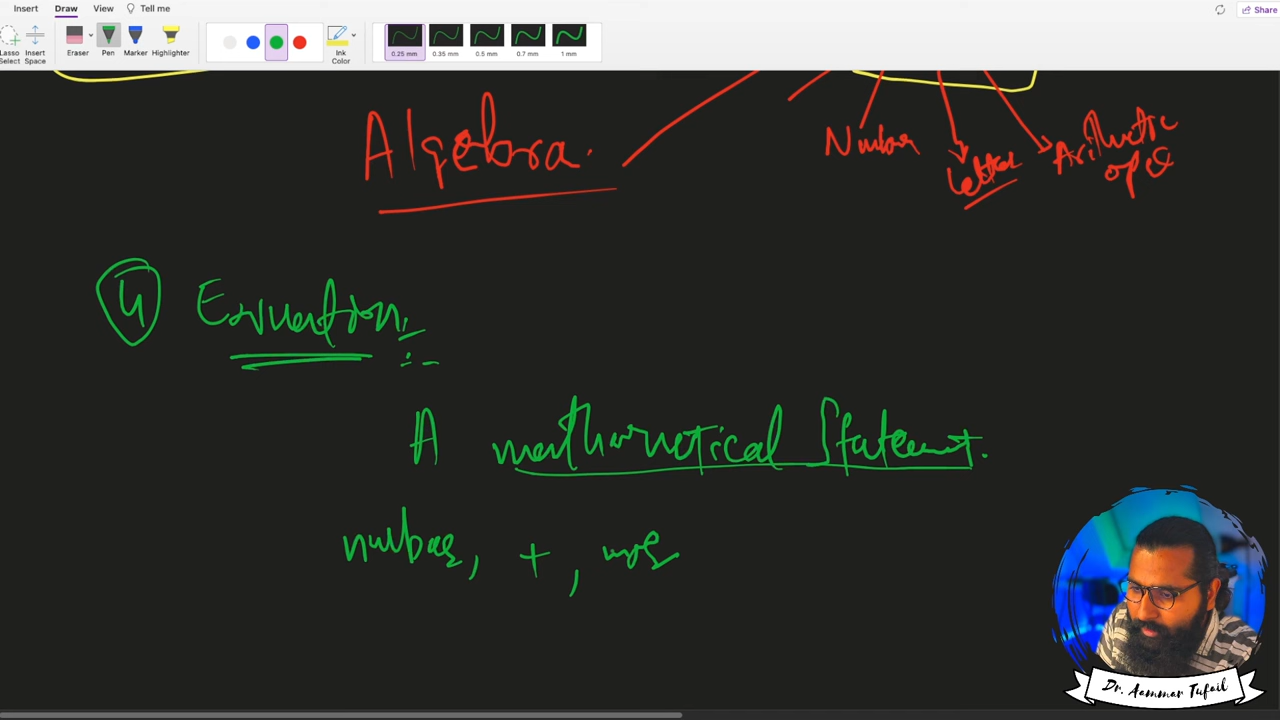 Insert Draw View Tell me Share
Lasso Select
Insert Space
Eraser
Pen
Marker
Highlighter
Ink Color
0.25 mm 0.35 mm 0.5 mm 0.7 mm 1 mm
Algebra.
Number
letter
Arithmetic
4 Equation :-
A mathematical Statement.
numbers, +,
Dr. Aammar Tufail